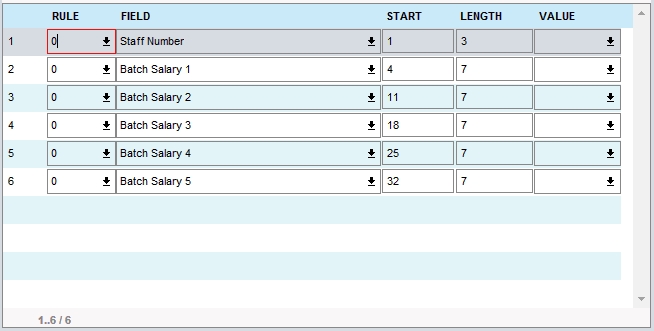 RULE FIELD START LENGTH VALUE
1 0 Staff Number 1 3
2 0 Batch Salary 1 4 7
3 0 Batch Salary 2 11 7
4 0 Batch Salary 3 18 7
5 0 Batch Salary 4 25 7
6 0 Batch Salary 5 32 7
1..6 / 6